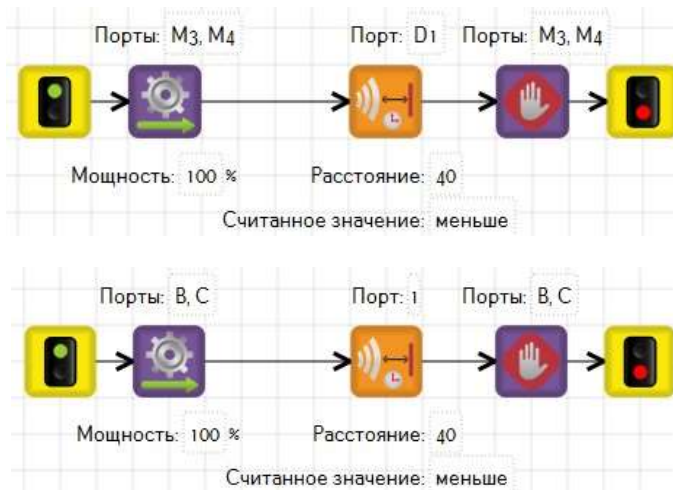 Порты: M3, M4 Порт: D1 Порты: M3, M4
Мощность: 100 % Расстояние: 40
Считанное значение: меньше
Порты: B, C Порт: 1 Порты: B, C
Мощность: 100 % Расстояние: 40
Считанное значение: меньше